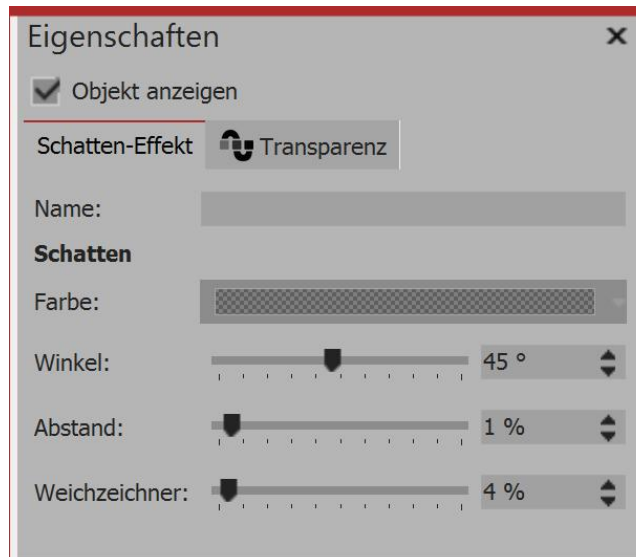 Eigenschaften
Objekt anzeigen
Schatten-Effekt Transparenz
Name:
Schatten
Farbe:
Winkel: 45 °
Abstand: 1 %
Weichzeichner: 4 %